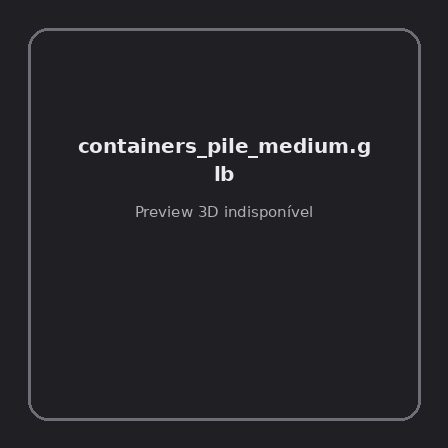 containers_pile_medium.g
lb
Preview 3D indisponível